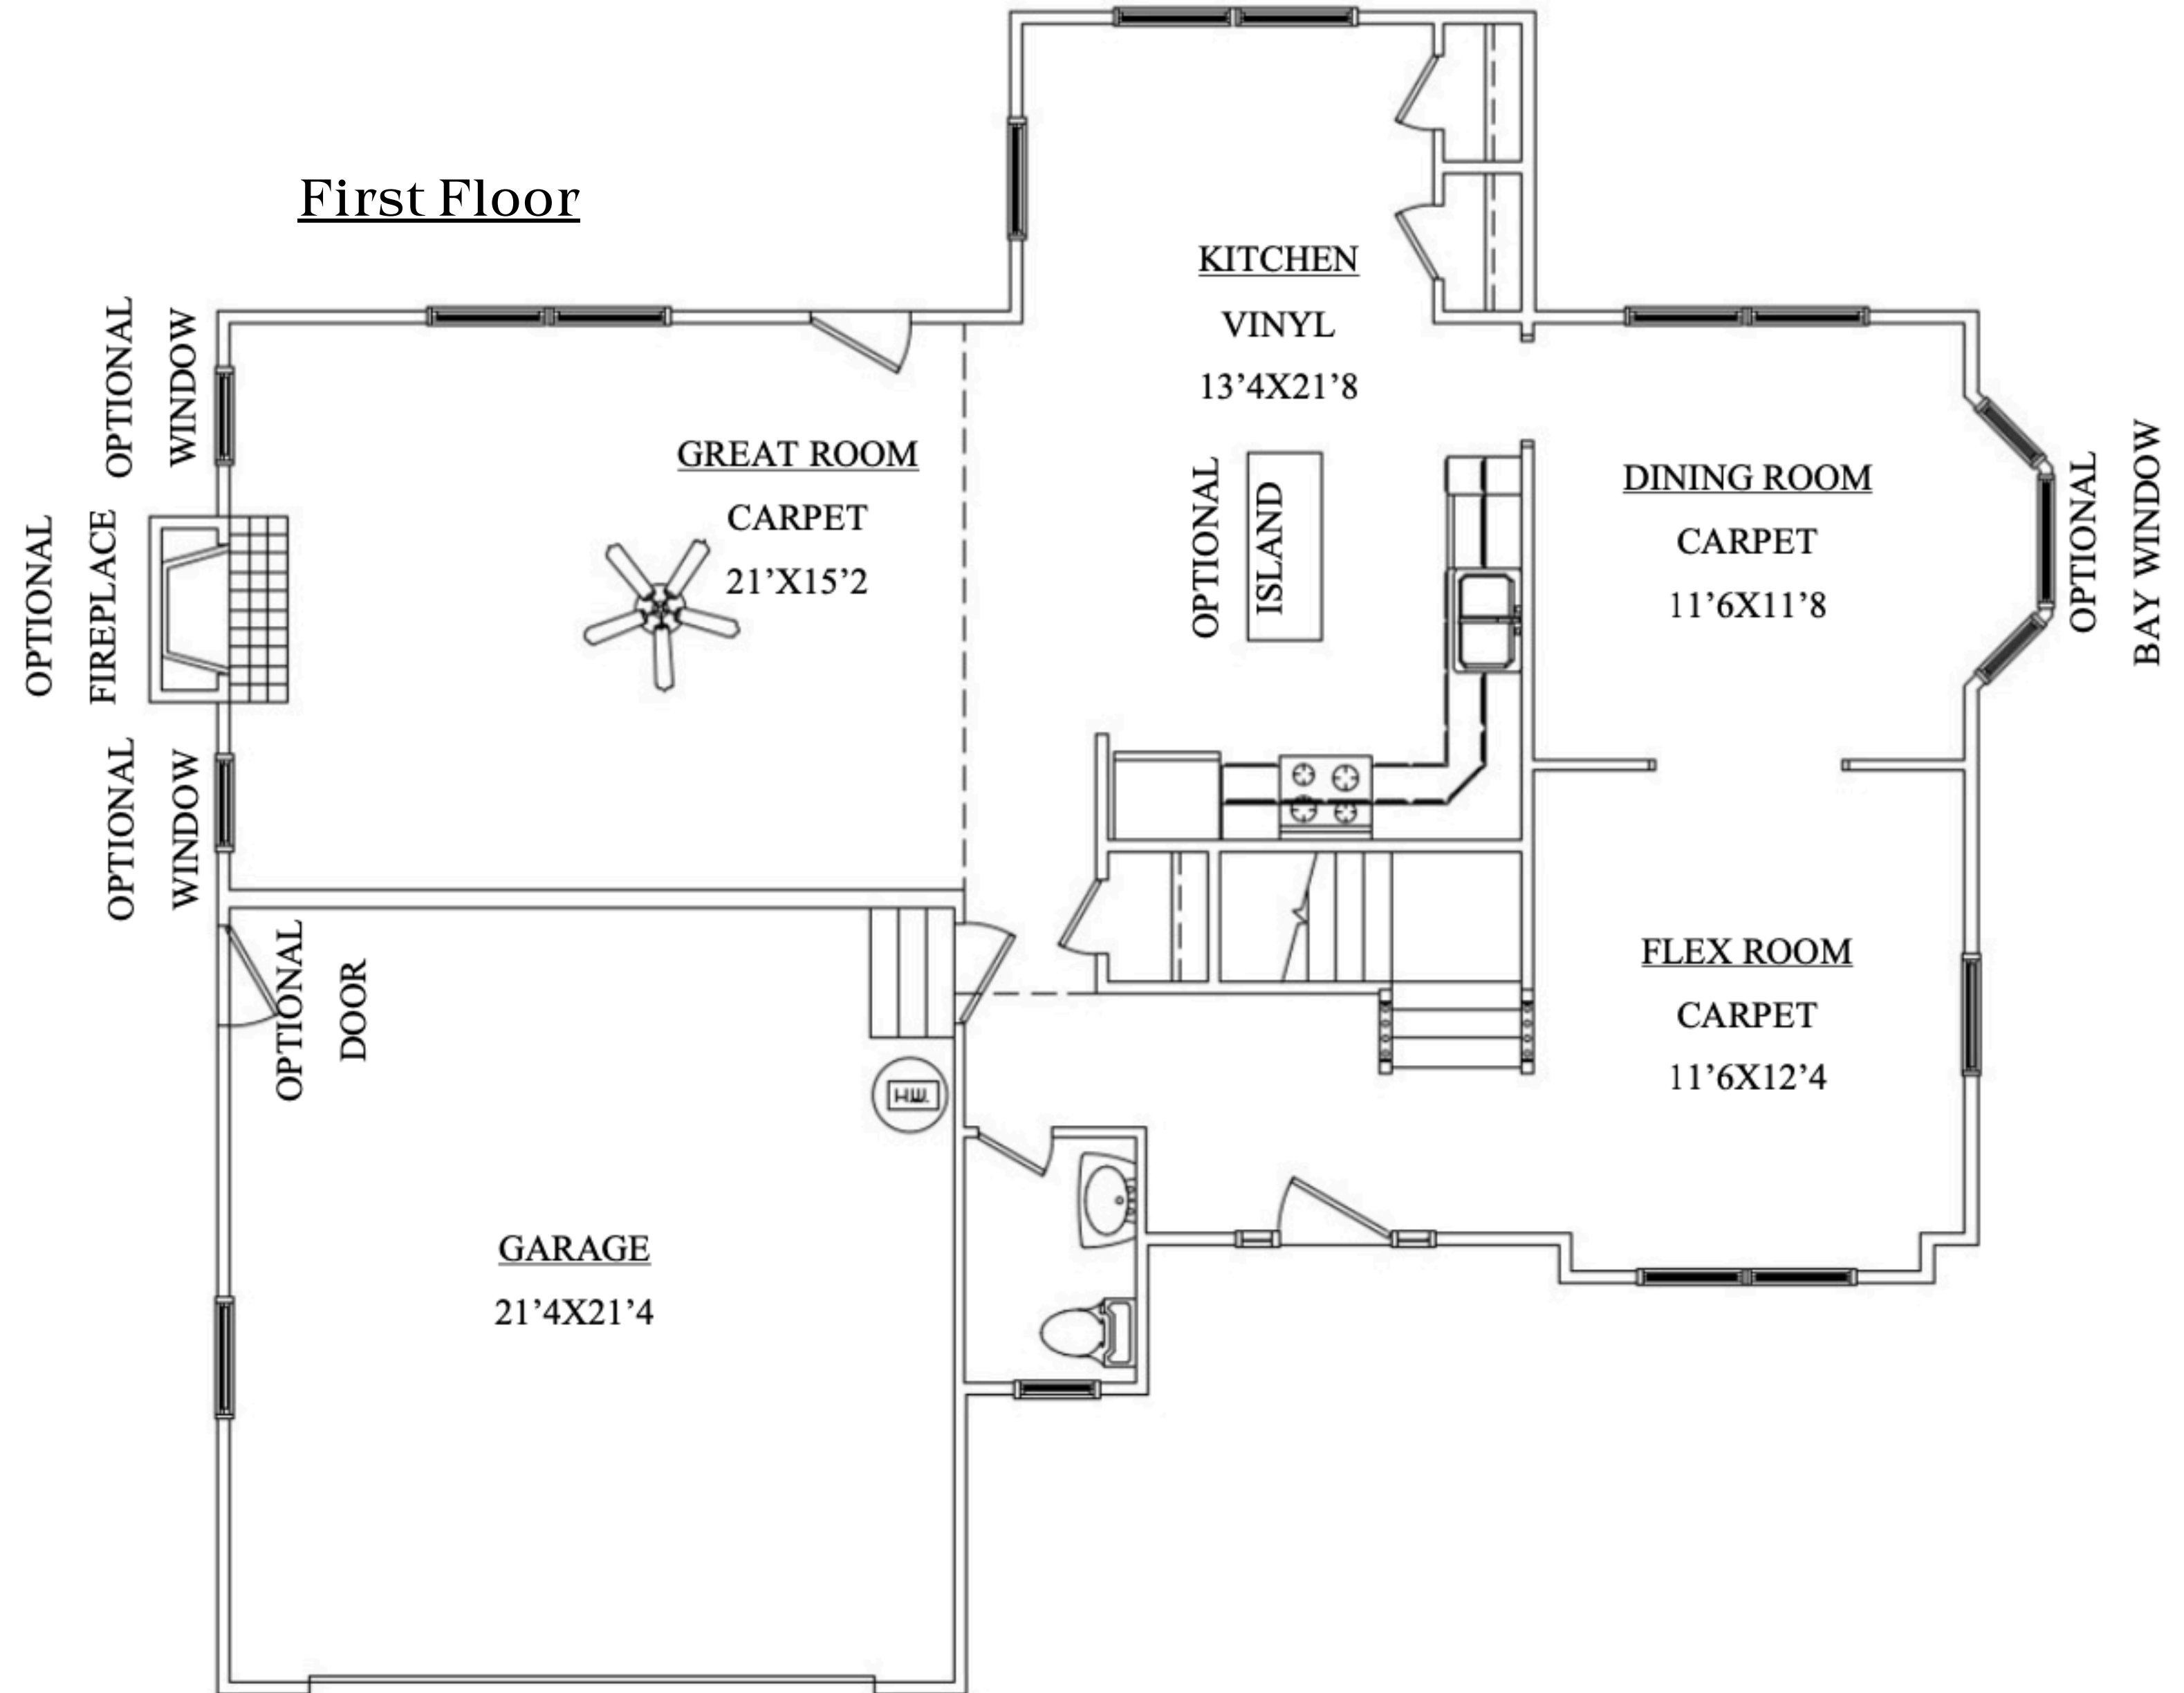 First Floor
OPTIONAL
WINDOW
OPTIONAL
FIREPLACE
OPTIONAL
WINDOW
GREAT ROOM
CARPET
21’X15’2
KITCHEN
VINYL
13’4X21’8
OPTIONAL
ISLAND
DINING ROOM
CARPET
11’6X11’8
OPTIONAL
BAY WINDOW
OPTIONAL
DOOR
H.W.
FLEX ROOM
CARPET
11’6X12’4
GARAGE
21’4X21’4